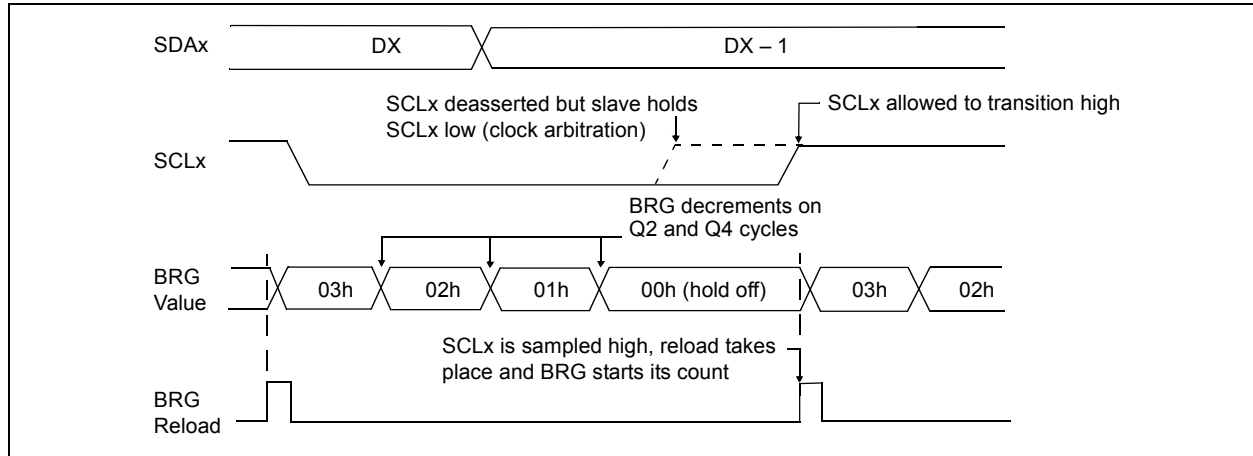 SDAx
DX
DX – 1
SCLx deasserted but slave holds
SCLx low (clock arbitration)
SCLx allowed to transition high
SCLx
BRG decrements on
Q2 and Q4 cycles
BRG
Value
03h
02h
01h
00h (hold off)
03h
02h
SCLx is sampled high, reload takes
place and BRG starts its count
BRG
Reload